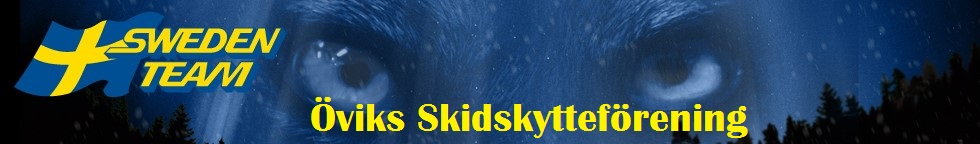 SWEDEN
TEAM
Öviks Skidskytteförening